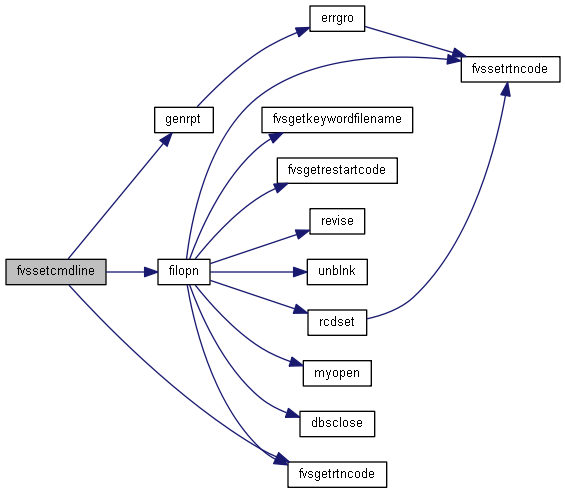 errgro
fvssetrtncode
genrpt
fvsgetkeywordfilename
fvsgetrestartcode
revise
fvssetcmdline
filopn
unblnk
rcdset
myopen
dbsclose
fvsgetrtncode